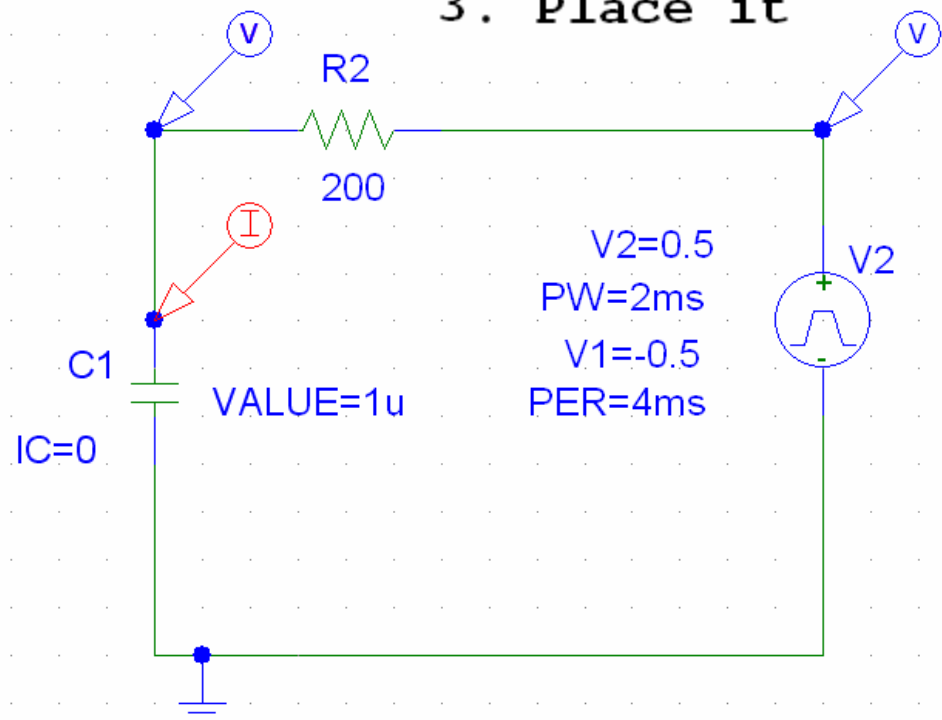 3. Place it
V
V
R2
200
I
V2=0.5
V2
PW=2ms
+
V1=-0.5
-
C1
VALUE=1u
PER=4ms
IC=0